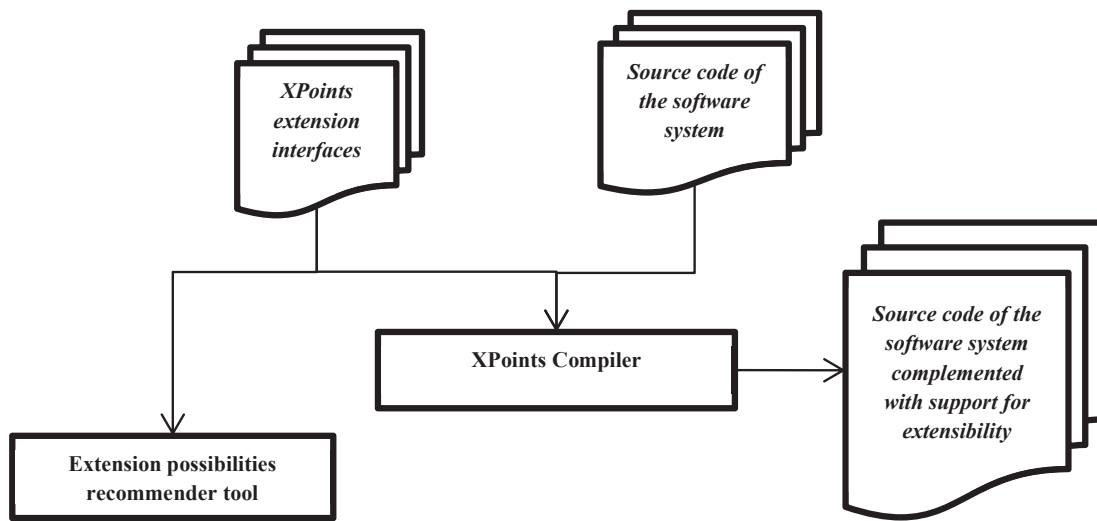 XPoints
extension
interfaces
Source code of
the software
system
XPoints Compiler
Source code of the
software system
complemented
with support for
extensibility
Extension possibilities
recommender tool